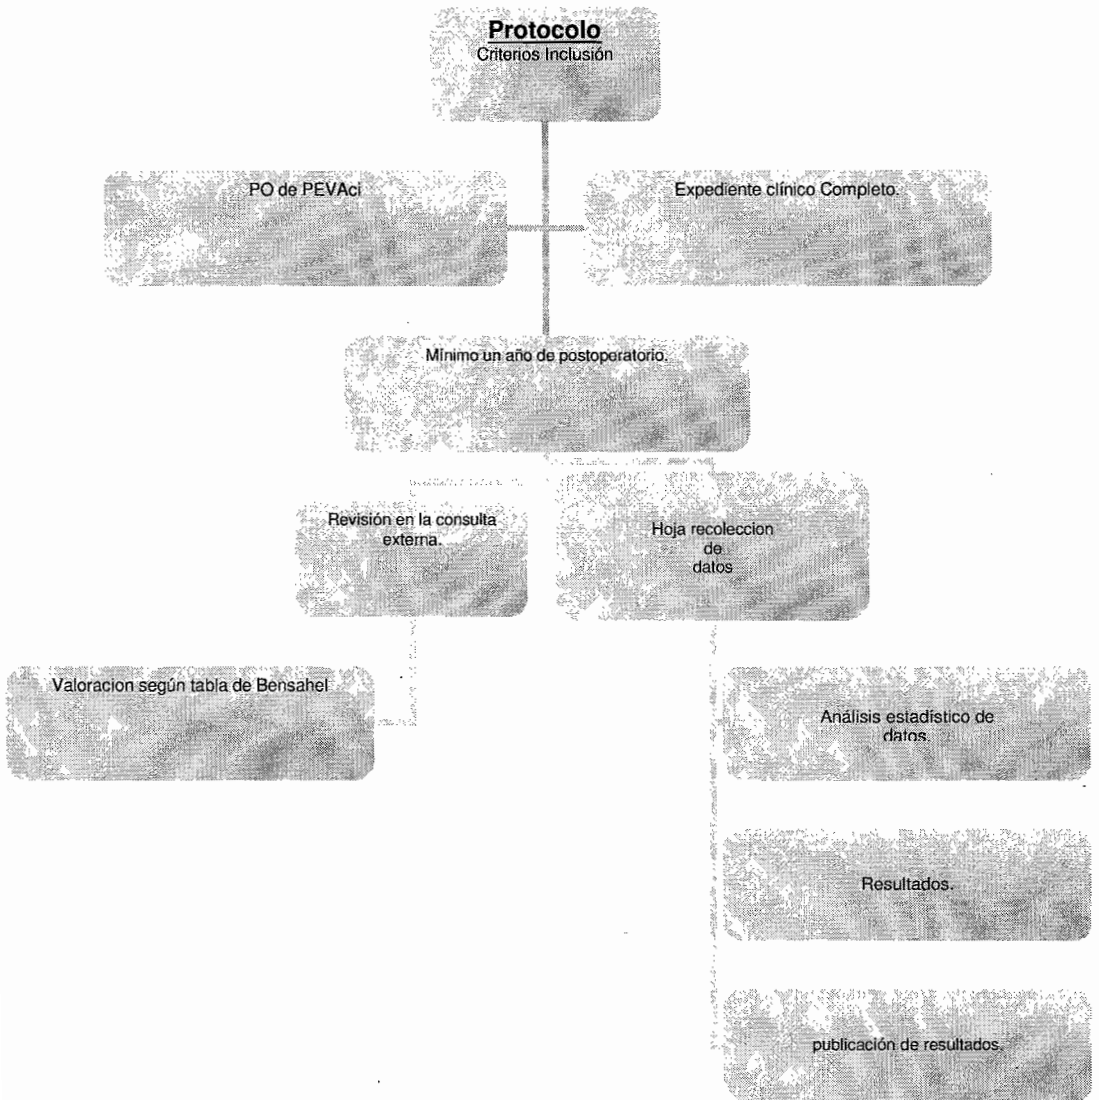 Protocolo
Criterios Inclusión
PO de PEVAci
Expediente clínico Completo.
Minimo un año de postoperatorio.
Revisión en la consulta
externa.
Hoja recoleccion
de
datos
Valoracion según tabla de Bensahel
Análisis estadístico de
datos.
Resultados.
publicación de resultados.